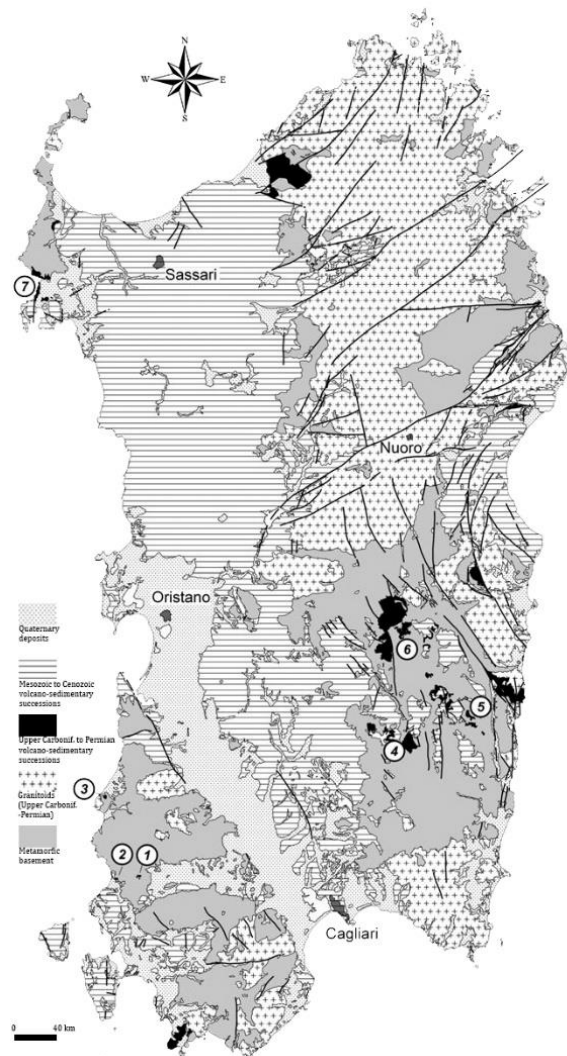 N
W E
S
Sassari
7
Nuoro
Oristano
Quaternary
deposits
Mesozoic to Cenozoic
volcano-sedimentary
successions
6
5
Upper Carbonif. to Permian
volcano-sedimentary
successions
4
3
Granitoids
(Upper Carbonif.
-Permian)
2 1
Metamorfic
basement
Cagliari
0 40 km